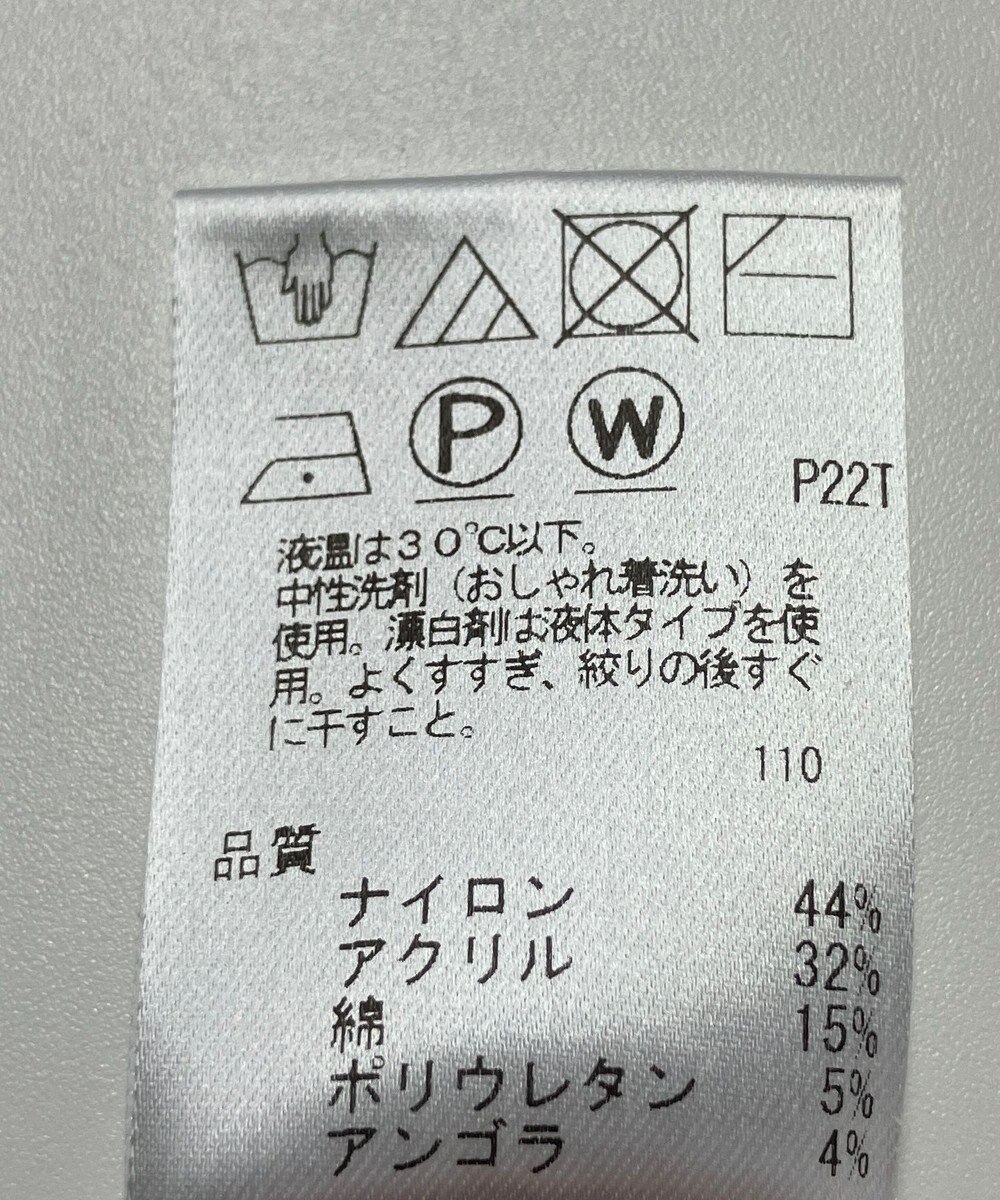 P W
P22T
液温は30℃以下。
中性洗剤(おしゃれ着洗い)を
使用。漂白剤は液体タイプを使
用。よくすすぎ、絞りの後すぐ
に干すこと。
110
品質
ナイロン 44%
アクリル 32%
綿 15%
ポリウレタン 5%
アンゴラ 4%